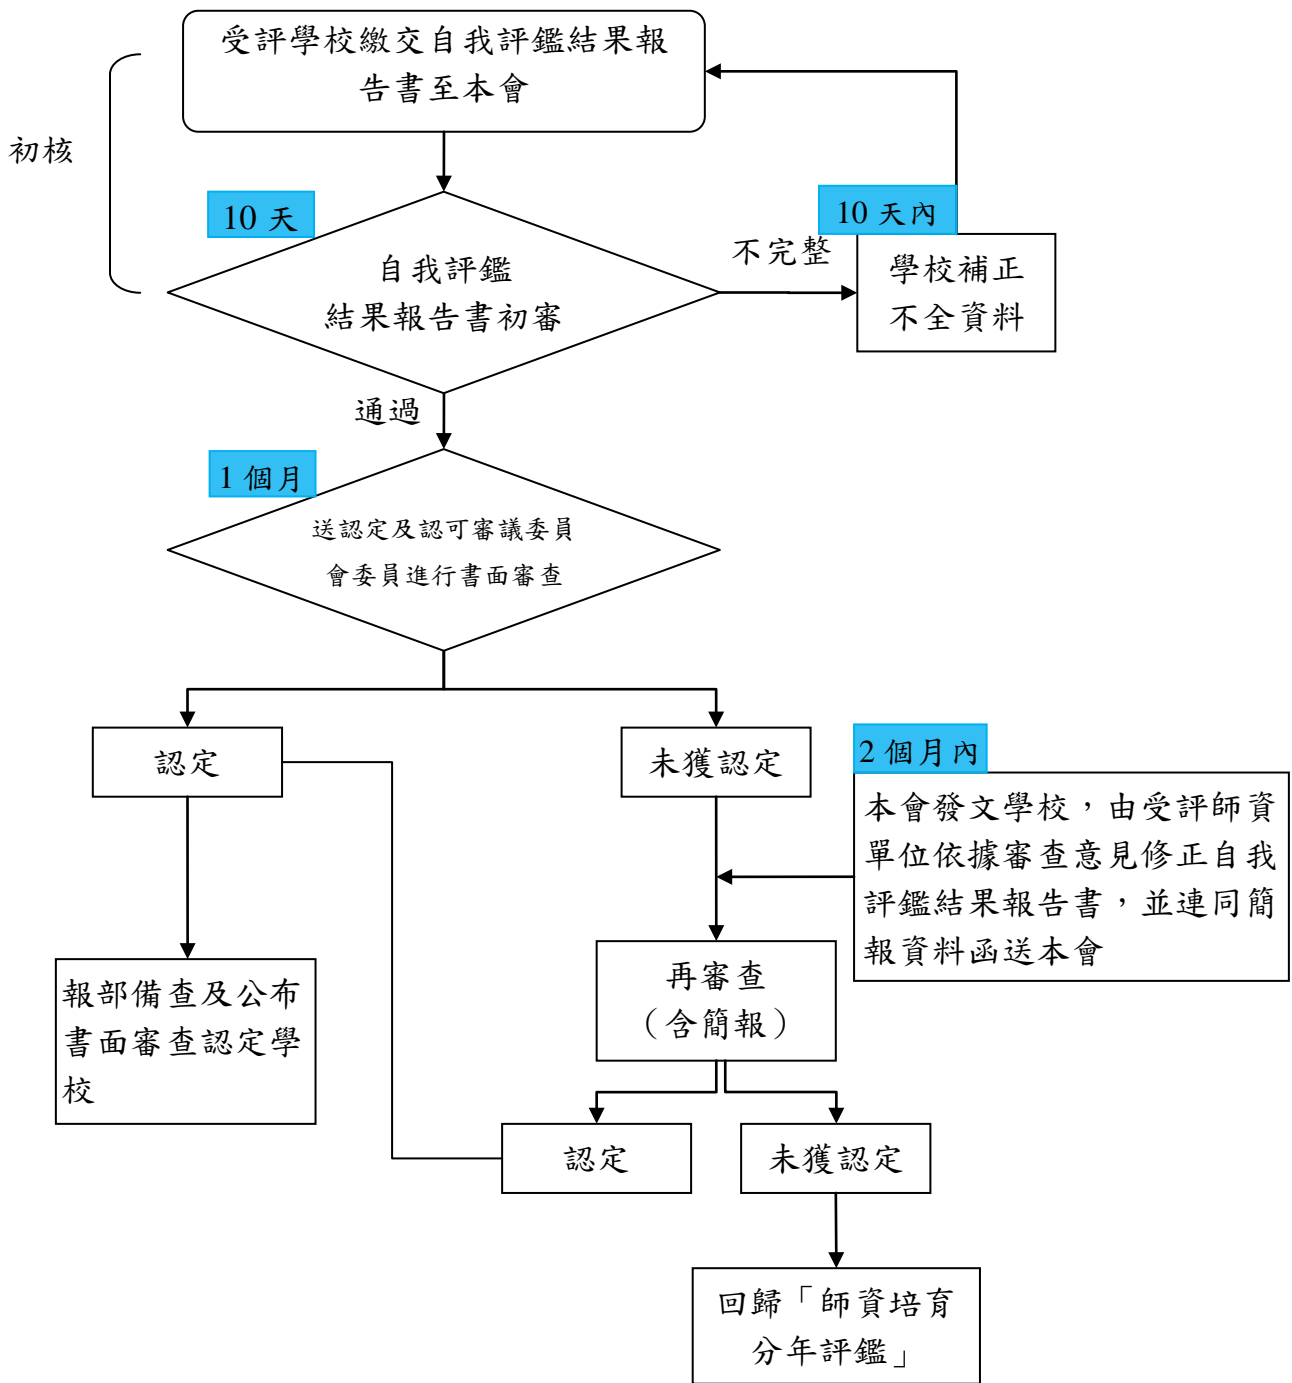 受評學校繳交自我評鑑結果報
告書至本會
初核
10 天
10 天內
自我評鑑
結果報告書初審
不完整
學校補正
不全資料
通過
1 個月
送認定及認可審議委員
會委員進行書面審查
認定
未獲認定
2 個月內
本會發文學校，由受評師資
單位依據審查意見修正自我
評鑑結果報告書，並連同簡
報資料函送本會
報部備查及公布
書面審查認定學
校
再審查
（含簡報）
認定
未獲認定
回歸「師資培育
分年評鑑」